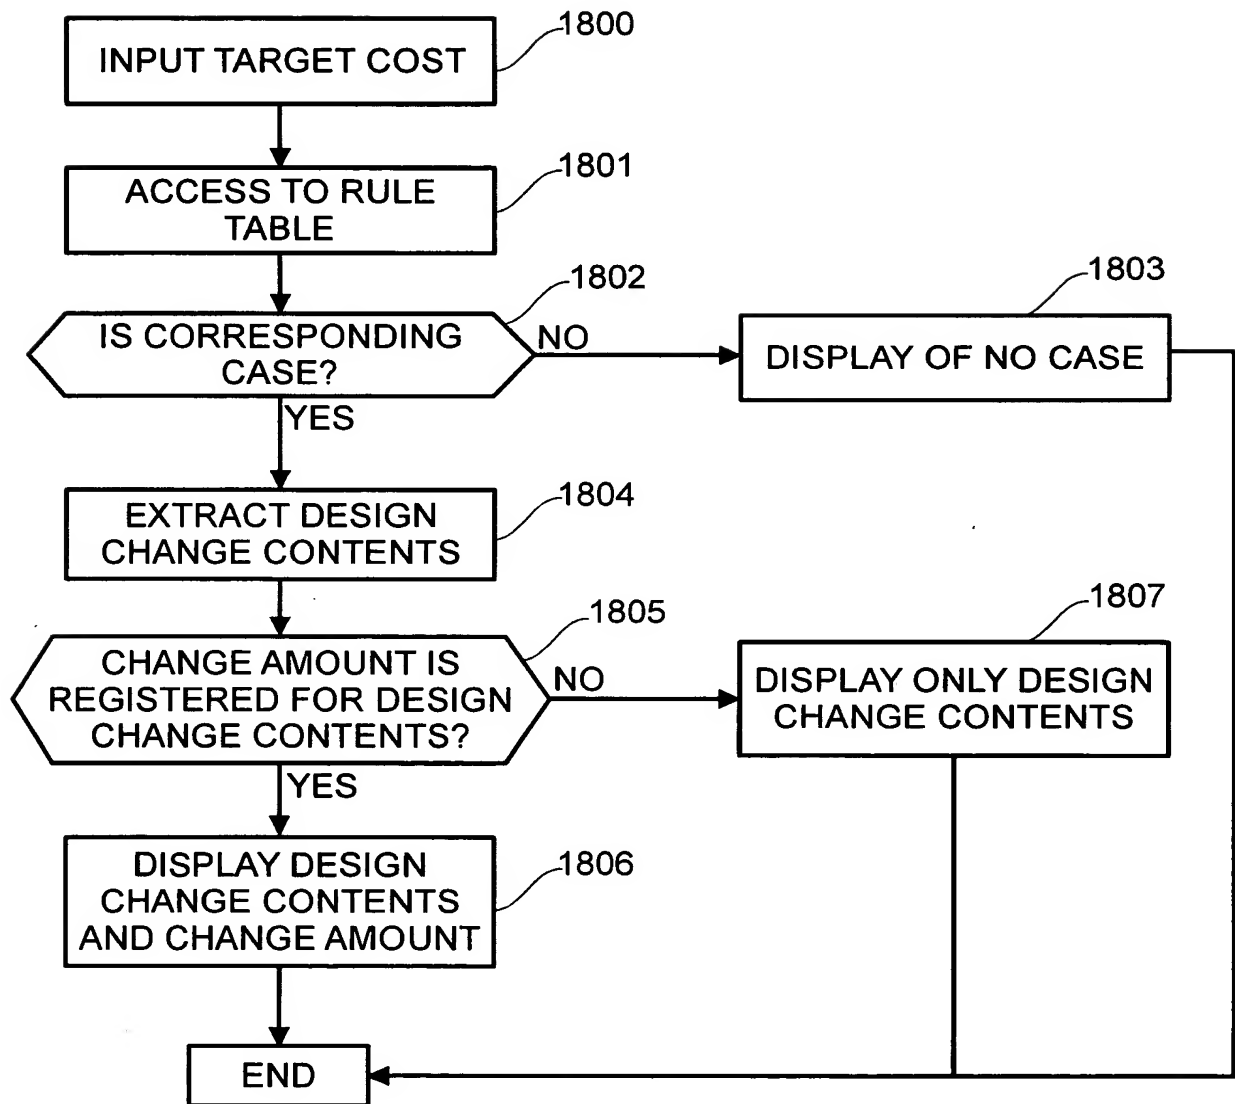 1800
INPUT TARGET COST
1801
ACCESS TO RULE
TABLE
1802
IS CORRESPONDING
CASE?
NO
YES
1803
DISPLAY OF NO CASE
1804
EXTRACT DESIGN
CHANGE CONTENTS
1805
CHANGE AMOUNT IS
REGISTERED FOR DESIGN
CHANGE CONTENTS?
NO
YES
1807
DISPLAY ONLY DESIGN
CHANGE CONTENTS
1806
DISPLAY DESIGN
CHANGE CONTENTS
AND CHANGE AMOUNT
END